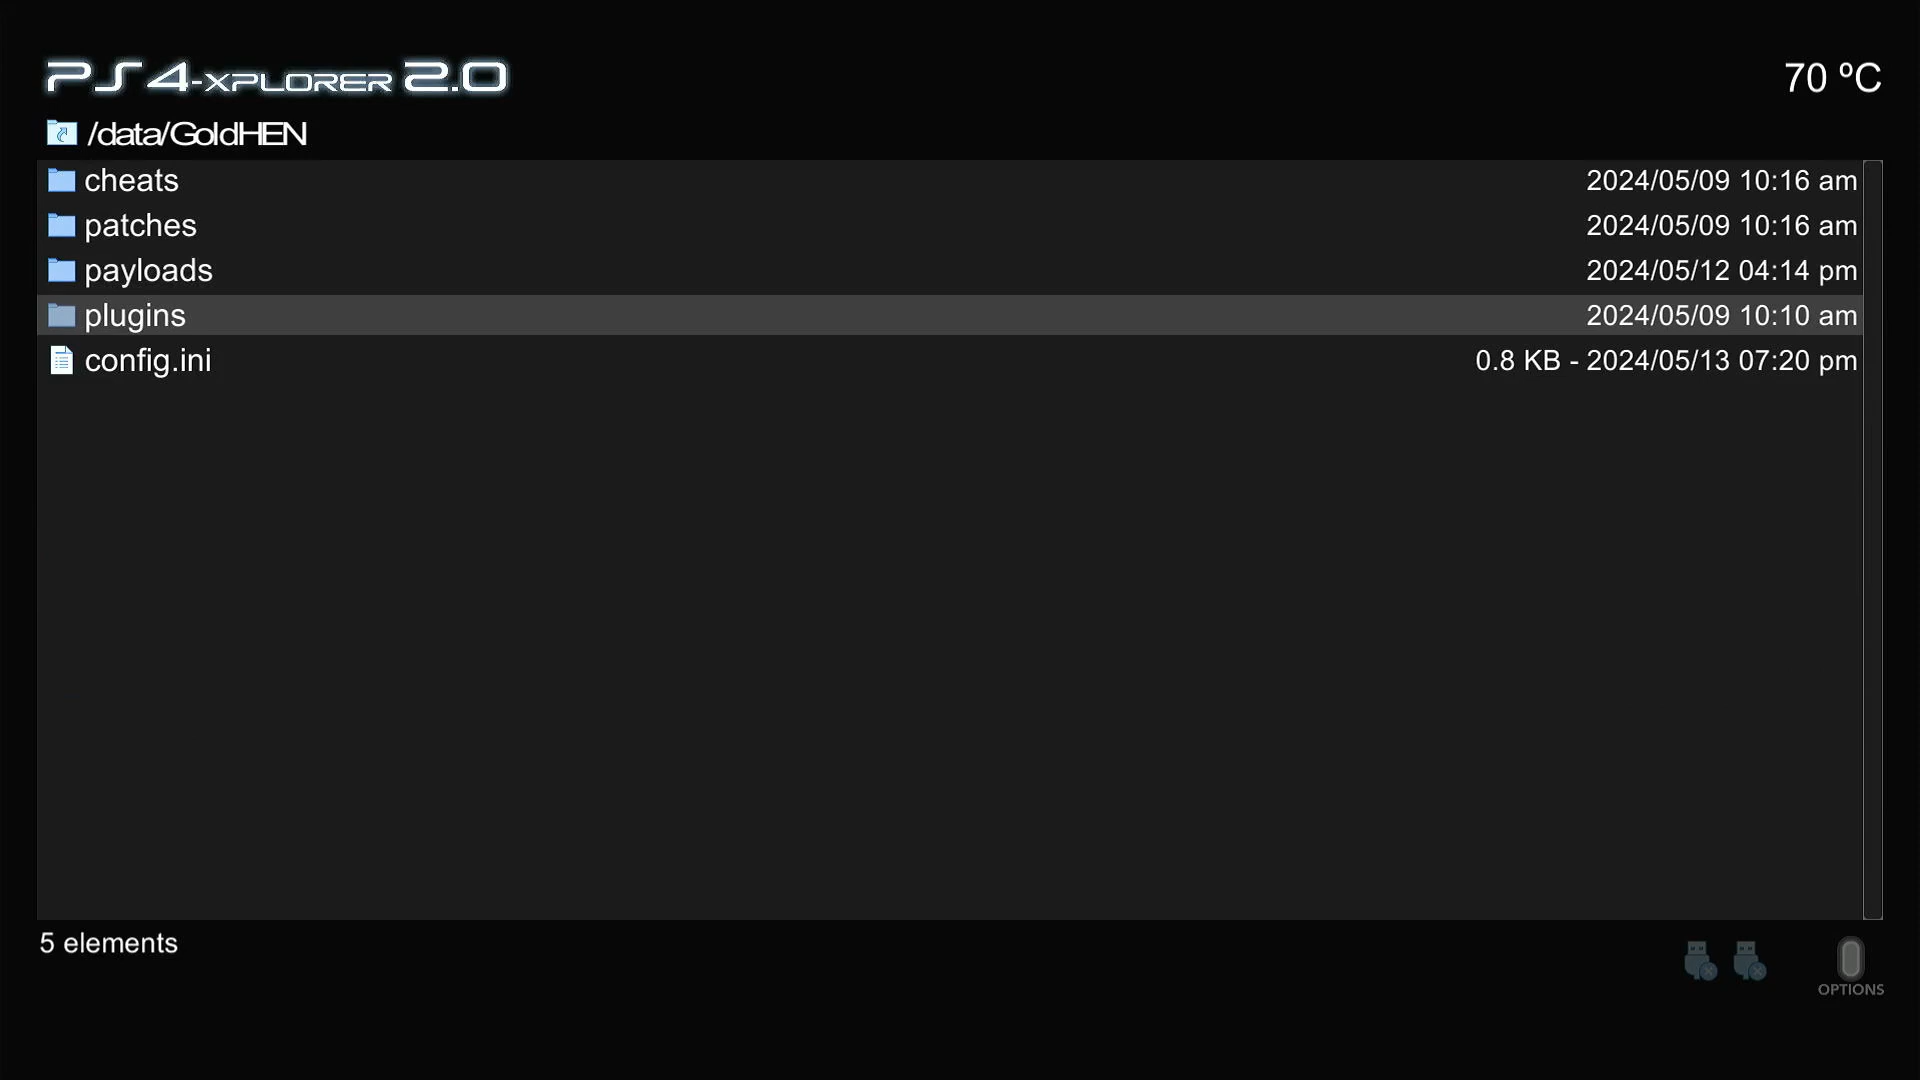 PS4-XPLORER 2.0
70 ºC
/data/GoldHEN
cheats 2024/05/09 10:16 am
patches 2024/05/09 10:16 am
payloads 2024/05/12 04:14 pm
plugins 2024/05/09 10:10 am
config.ini 0.8 KB - 2024/05/13 07:20 pm
5 elements
OPTIONS